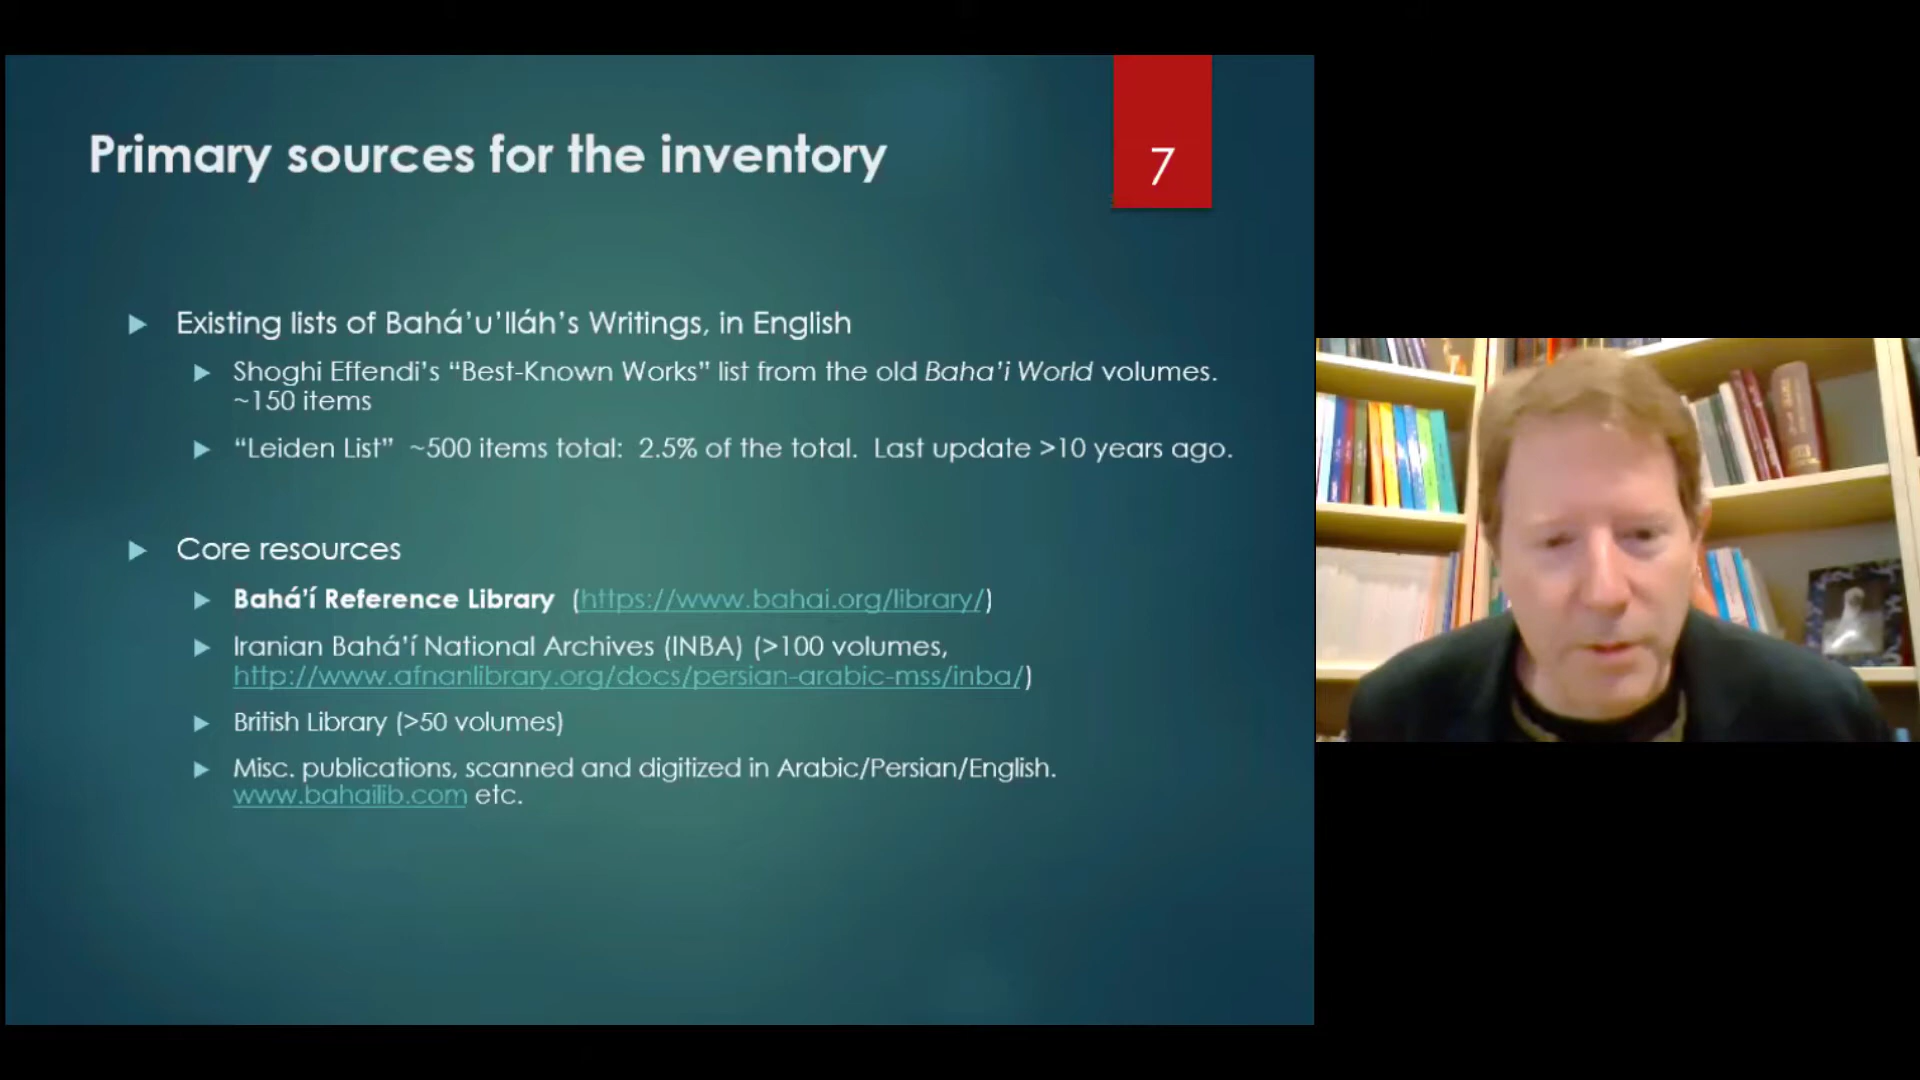 Primary sources for the inventory
7
Existing lists of Bahá’u’lláh’s Writings, in English
Shoghi Effendi’s “Best-Known Works” list from the old Baha’i World volumes.
~150 items
“Leiden List” ~500 items total: 2.5% of the total. Last update >10 years ago.
Core resources
Bahá’í Reference Library (https://www.bahai.org/library/)
Iranian Bahá’í National Archives (INBA) (>100 volumes,
http://www.afnanlibrary.org/docs/persian-arabic-mss/inba/)
British Library (>50 volumes)
Misc. publications, scanned and digitized in Arabic/Persian/English.
www.bahailib.com etc.